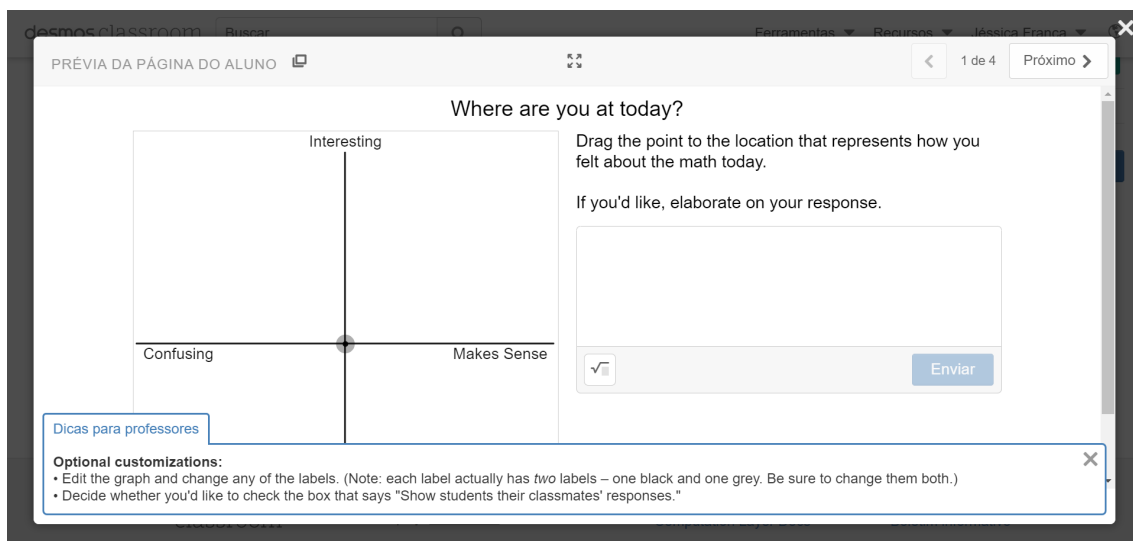 desmos classroom Buscar Ferramentas Recursos Jéssica França
PRÉVIA DA PÁGINA DO ALUNO 1 de 4 Próximo
Where are you at today?
Interesting
Confusing
Makes Sense
Drag the point to the location that represents how you
felt about the math today.
If you'd like, elaborate on your response.
√
Enviar
Dicas para professores
Optional customizations:
• Edit the graph and change any of the labels. (Note: each label actually has two labels – one black and one grey. Be sure to change them both.)
• Decide whether you'd like to check the box that says "Show students their classmates' responses."